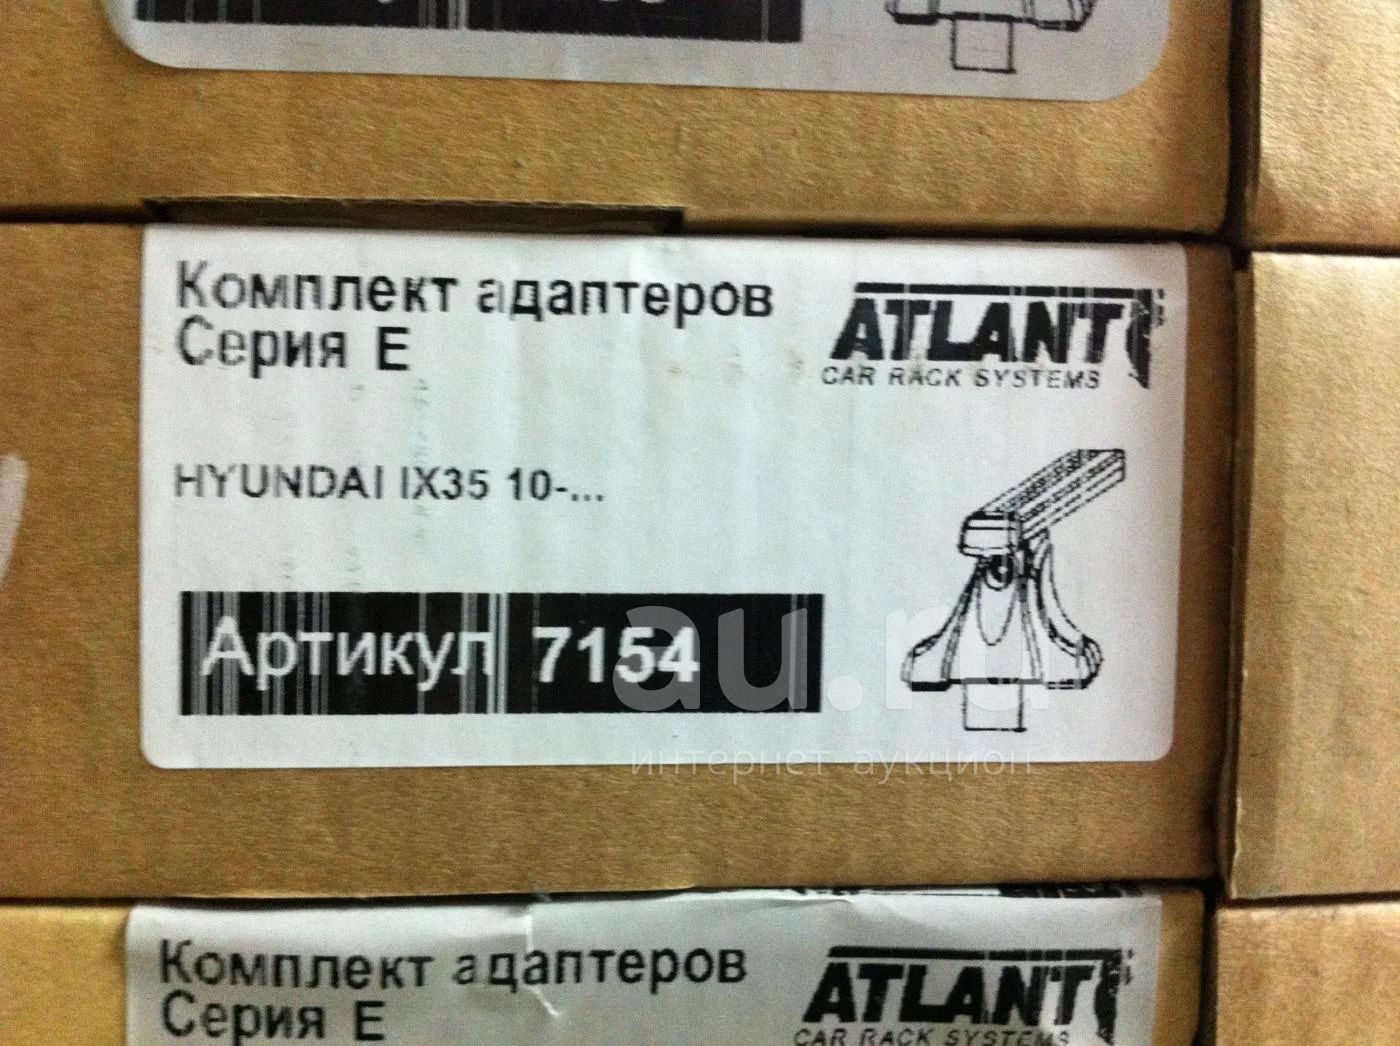 Комплект адаптеров
Серия Е
ATLANT
CAR RACK SYSTEMS
HYUNDAI IX35 10-...
Артикул 7154
au.ru
интернет аукцион
Комплект адаптеров
Серия Е
ATLANT
CAR RACK SYSTEMS